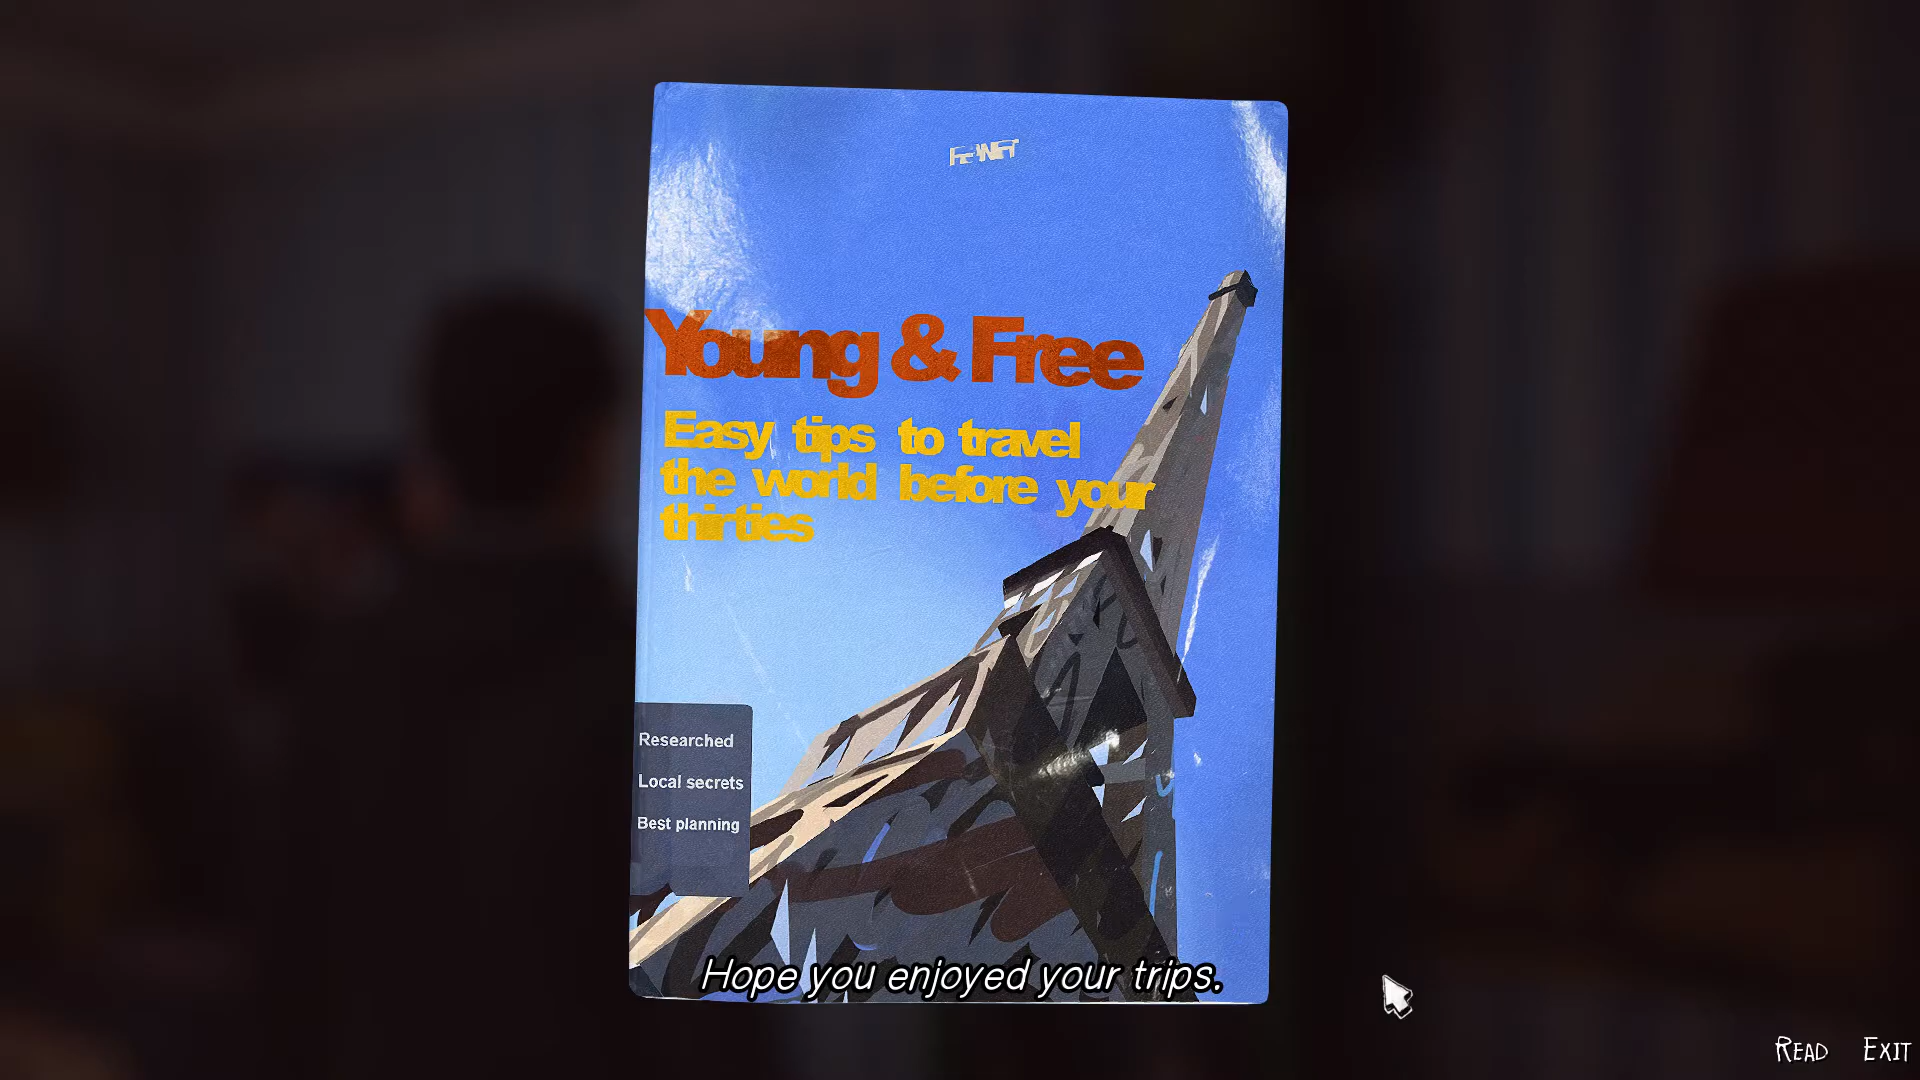 Young & Free
Easy tips to travel
the world before your
thirties
Researched
Local secrets
Best planning
Hope you enjoyed your trips.
READ EXIT